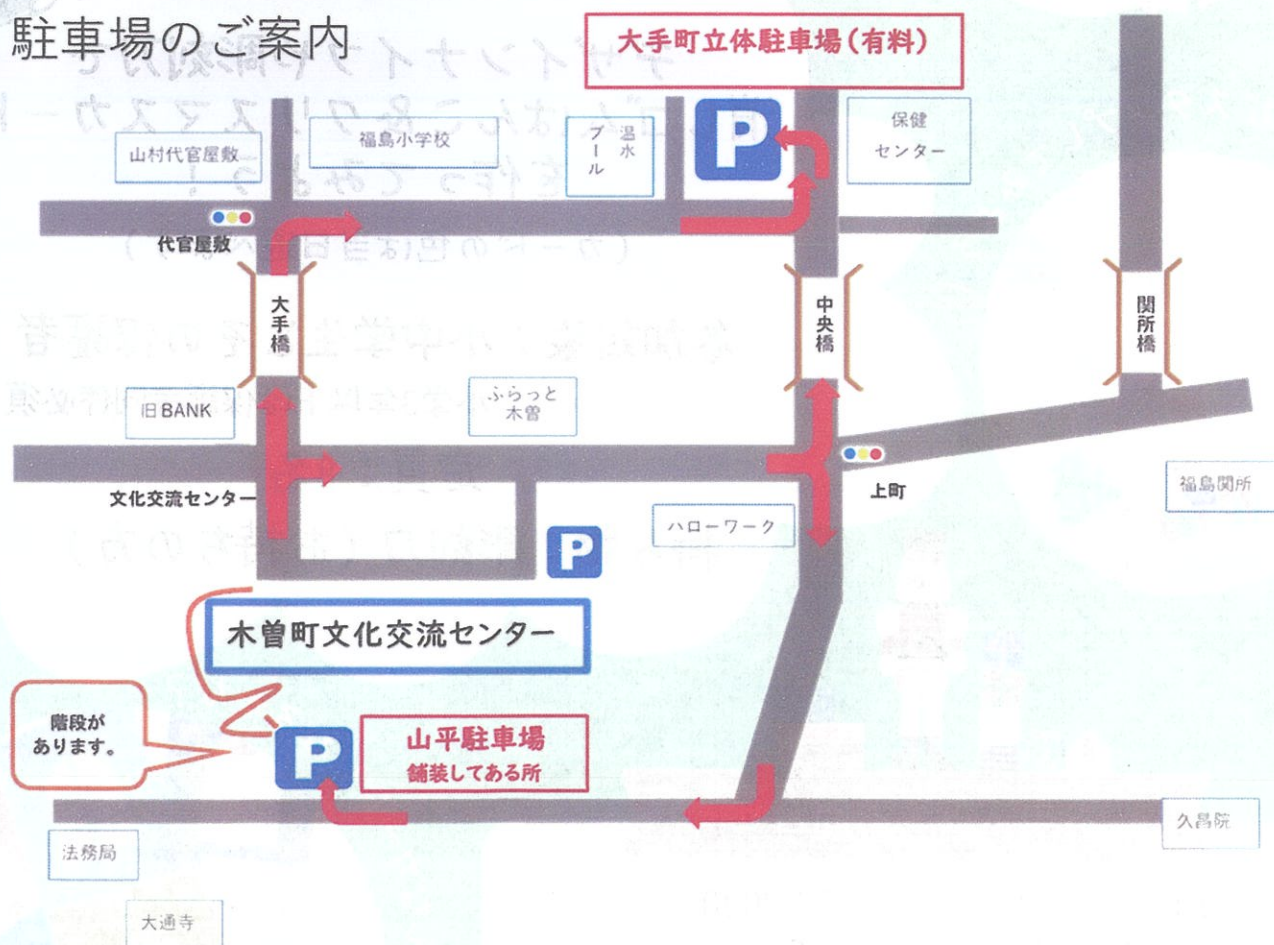 駐車場のご案内
大手町立体駐車場(有料)
P
保健
センター
山村代官屋敷
福島小学校
温水
プール
代官屋敷
大手橋
中央橋
関所橋
旧BANK
ふらっと
木曽
文化交流センター
上町
福島関所
ハローワーク
P
木曽町文化交流センター
階段が
あります。
P
山平駐車場
舗装してある所
久昌院
法務局
大通寺